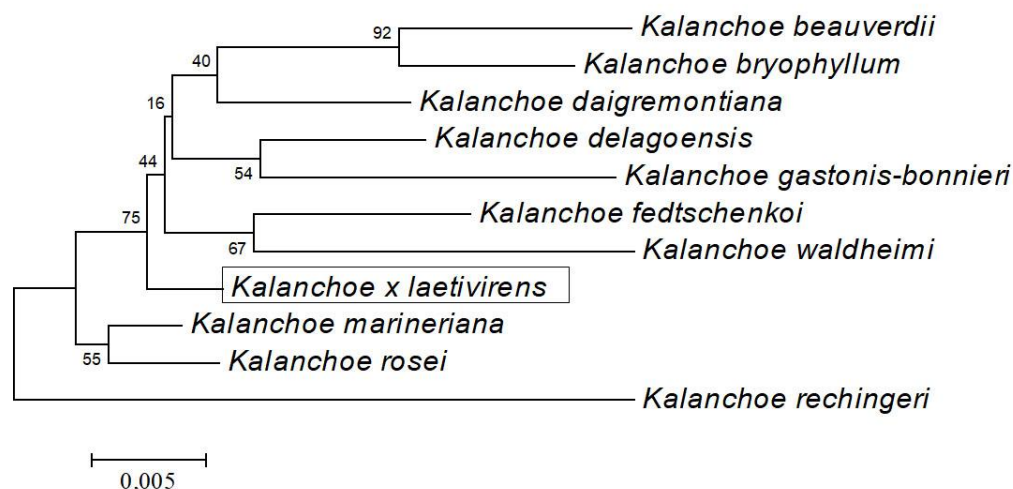 92
Kalanchoe beauverdii
Kalanchoe bryophyllum
40
Kalanchoe daigremontiana
16
Kalanchoe delagoensis
54
Kalanchoe gastonis-bonnieri
44
Kalanchoe fedtschenkoi
67
Kalanchoe waldheimi
75
Kalanchoe x laetivirens
Kalanchoe marineriana
55
Kalanchoe rosei
Kalanchoe rechingeri
0,005